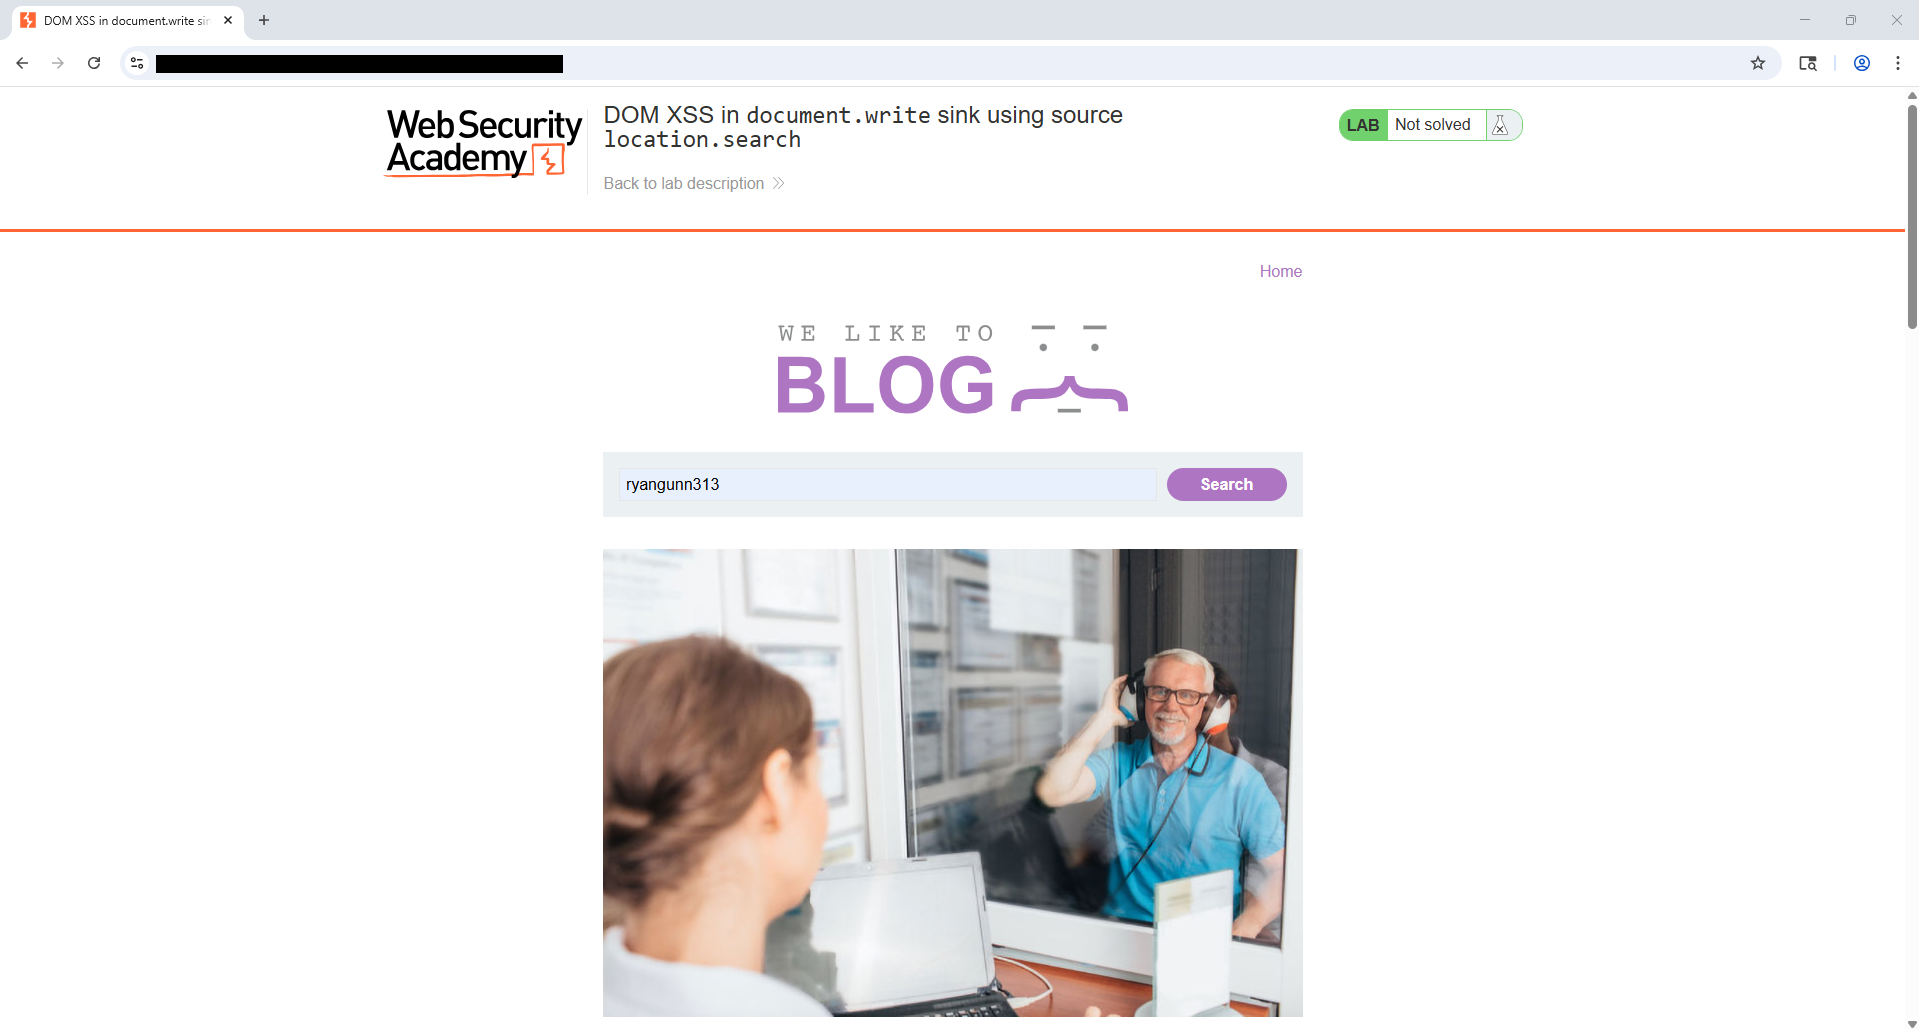 DOM XSS in document.write sin
Web Security
Academy
DOM XSS in document.write sink using source
location.search
Back to lab description
LAB
Not solved
Home
WE LIKE TO
BLOG
ryangunn313
Search